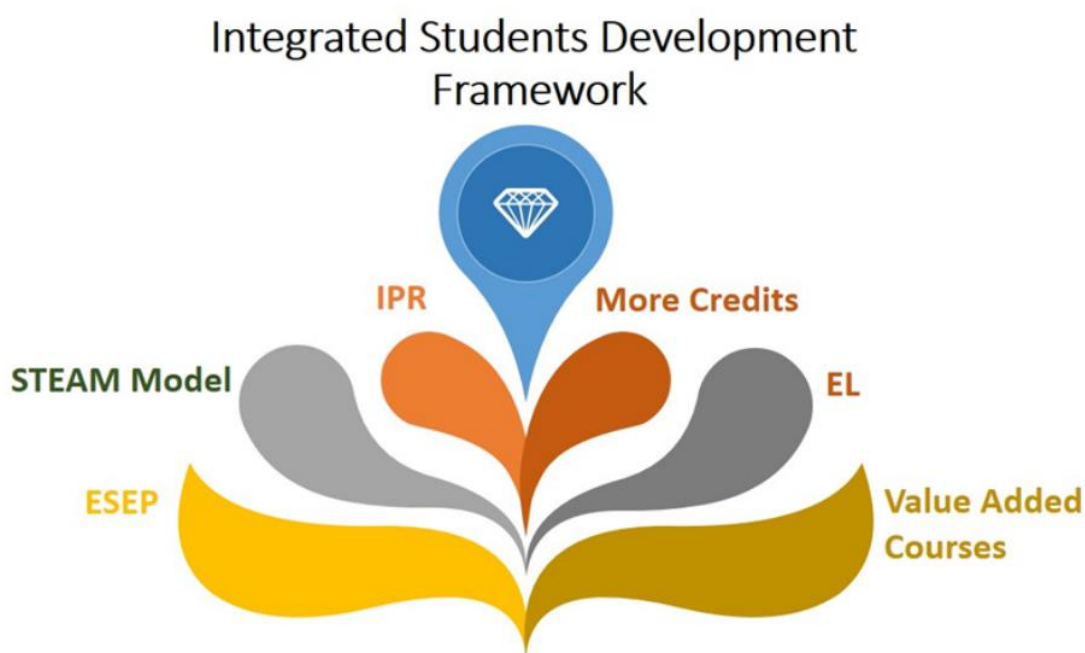 Integrated Students Development
Framework
IPR
More Credits
STEAM Model
EL
ESEP
Value Added
Courses